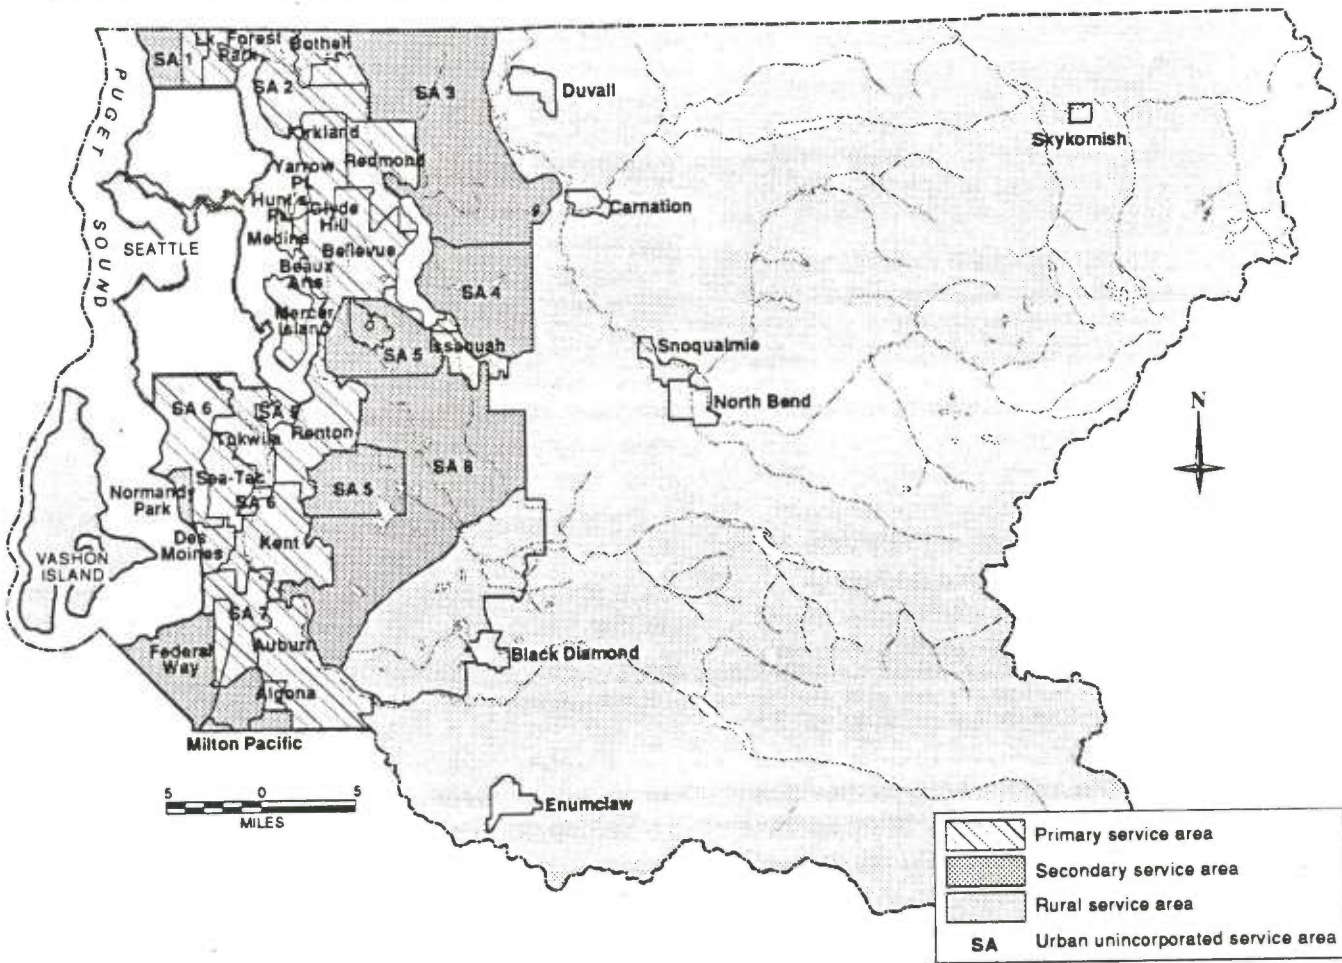 PUGET SOUND
SA 1
Lk. Forest Park
Bothell
SA 2
SA 3
Duvall
Skykomish
Kirkland
Redmond
Yarrow Pt.
Hunt's Pt.
Clyde Hill
Carnation
Medina
Bellevue
SEATTLE
Beaux Arts
SA 4
Mercer Island
SA 5
Issaquah
Snoqualmie
North Bend
N
SA 6
Renton
Tukwila
Sea-Tac
SA 6
SA 5
Normandy Park
Des Moines
Kent
VASHON ISLAND
SA 7
Auburn
Federal Way
Black Diamond
Algona
Milton Pacific
5 0 5
MILES
Enumclaw
Primary service area
Secondary service area
Rural service area
SA Urban unincorporated service area